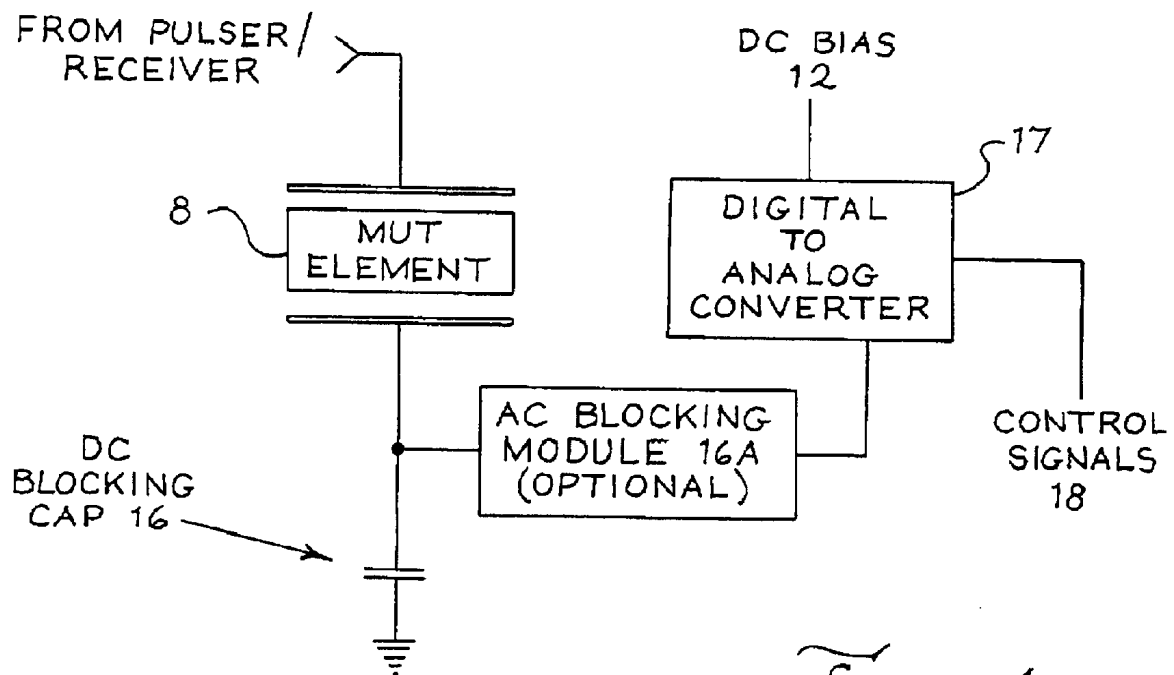 FROM PULSER/
RECEIVER
DC BIAS
12
17
8
MUT
ELEMENT
DIGITAL
TO
ANALOG
CONVERTER
AC BLOCKING
MODULE 16A
(OPTIONAL)
CONTROL
SIGNALS
18
DC
BLOCKING
CAP 16